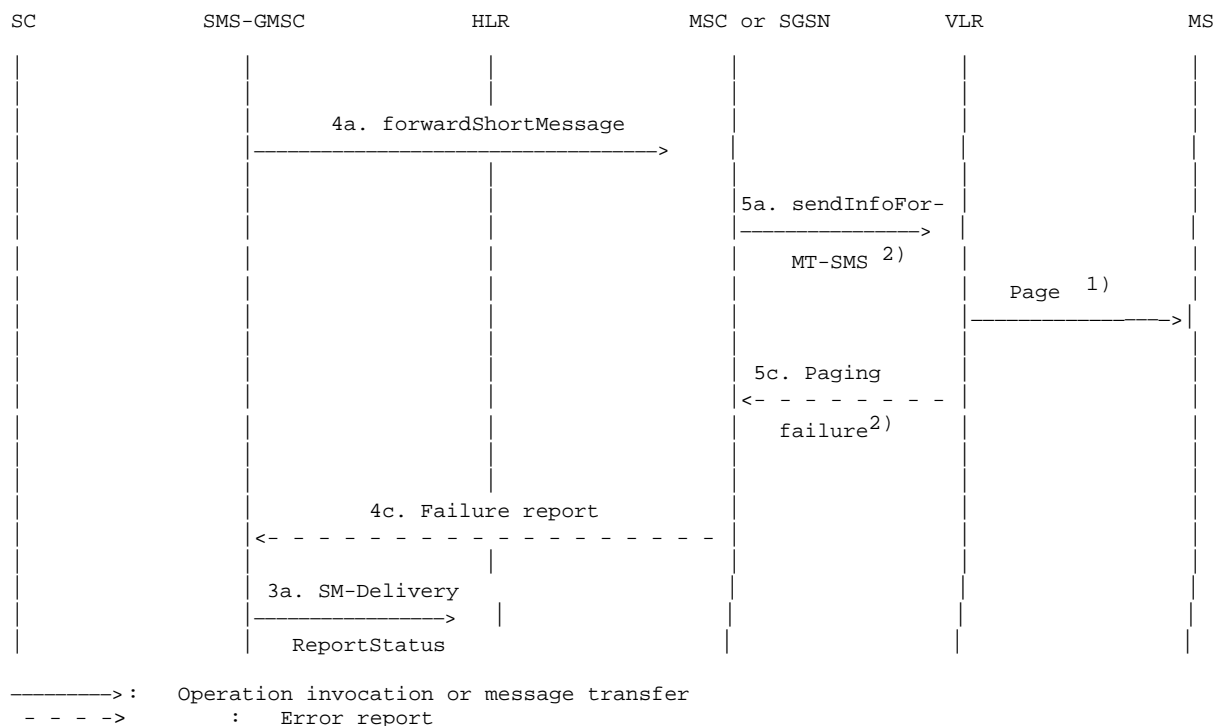 SC SMS-GMSC HLR MSC or SGSN VLR MS
4a. forwardShortMessage
5a. sendInfoFor-
MT-SMS 2)
Page 1)
5c. Paging
failure2)
4c. Failure report
3a. SM-Delivery
ReportStatus
: Operation invocation or message transfer
: Error report